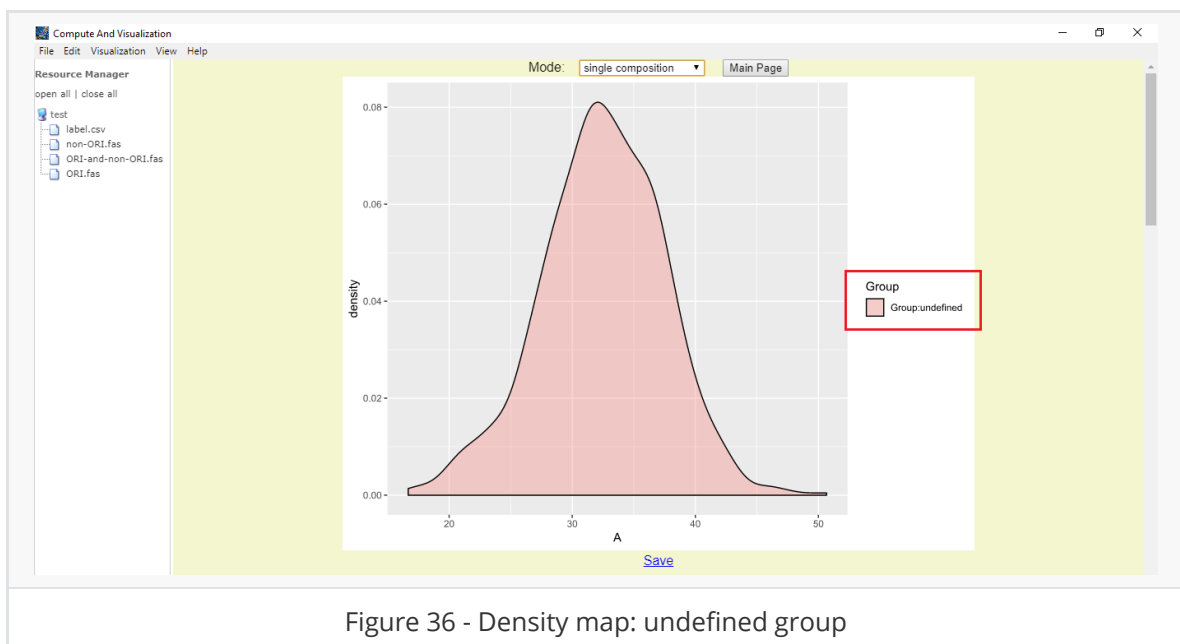 Compute And Visualization
File Edit Visualization View Help
Resource Manager
open all | close all
test
label.csv
non-ORI.fas
ORI-and-non-ORI.fas
ORI.fas
Mode: single composition Main Page
0.08
0.06
0.04
0.02
0.00
density
20 30 40 50
A
Group
Group:undefined
Save
Figure 36 - Density map: undefined group